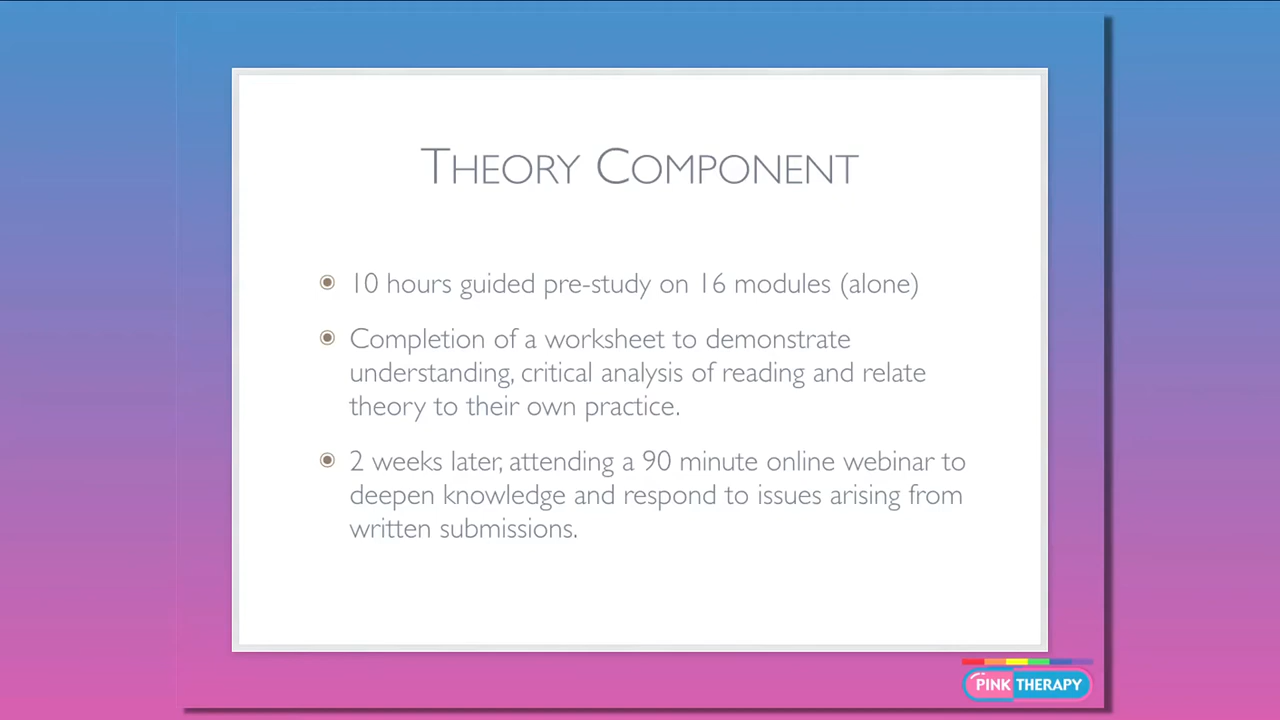 THEORY COMPONENT
10 hours guided pre-study on 16 modules (alone)
Completion of a worksheet to demonstrate
understanding, critical analysis of reading and relate
theory to their own practice.
2 weeks later, attending a 90 minute online webinar to
deepen knowledge and respond to issues arising from
written submissions.
PINK THERAPY